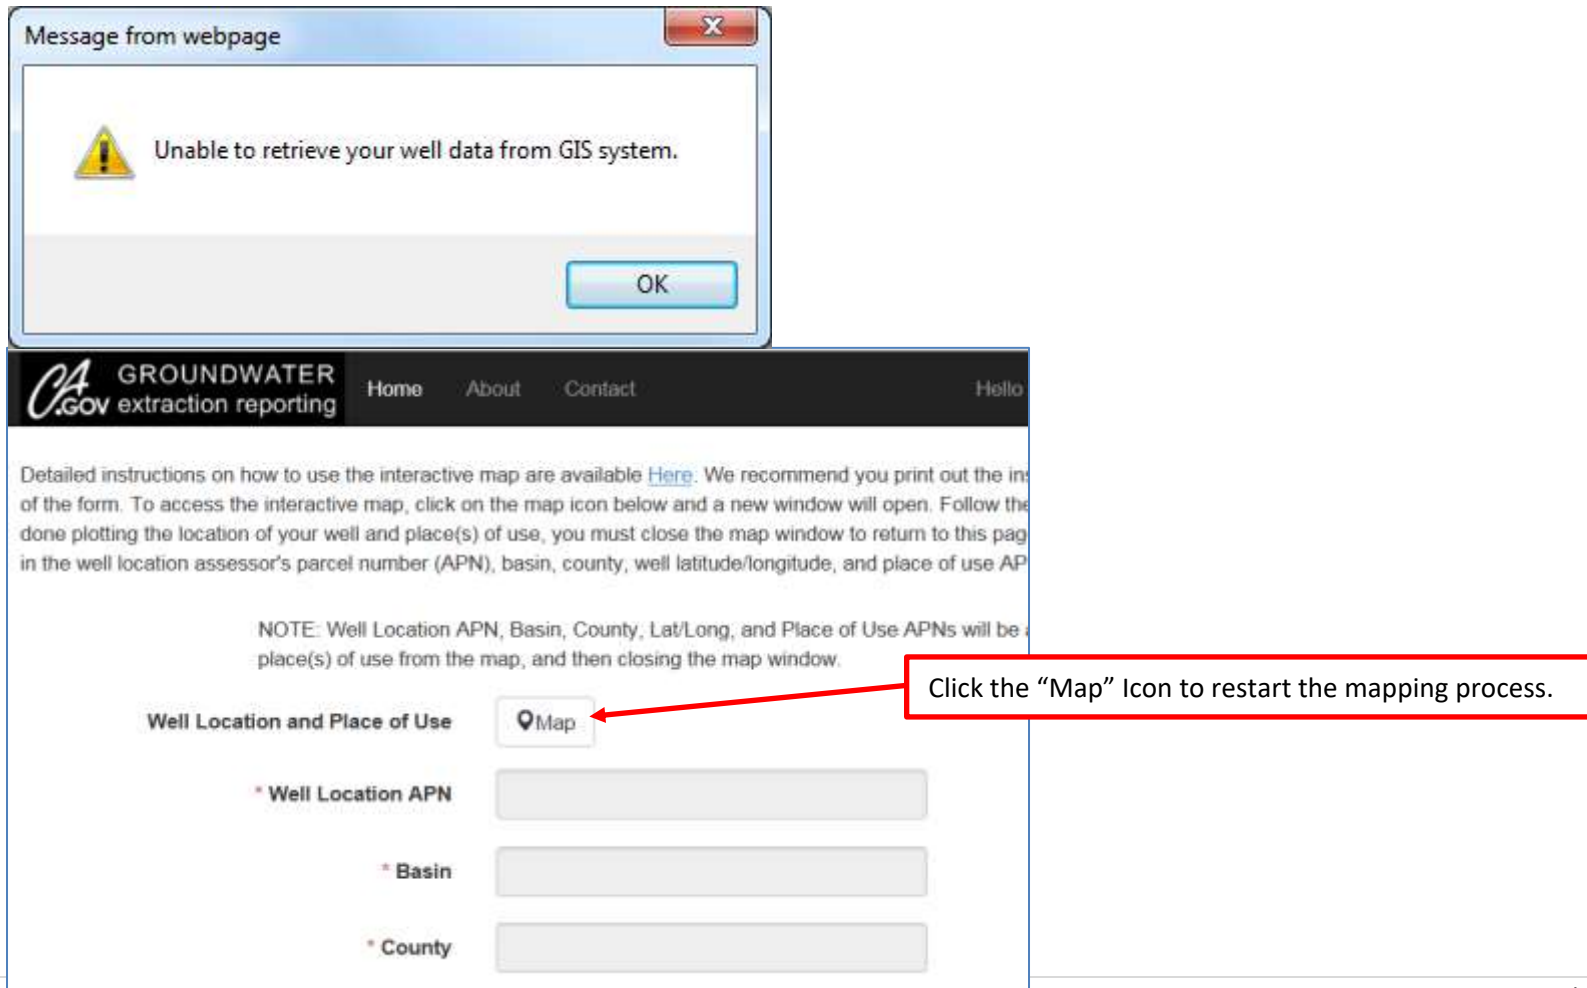 Message from webpage
Unable to retrieve your well data from GIS system.
OK
CA
.GOV
GROUNDWATER
extraction reporting
Home About Contact Hello
Detailed instructions on how to use the interactive map are available Here. We recommend you print out the
of the form. To access the interactive map, click on the map icon below and a new window will open. Follow the
done plotting the location of your well and place(s) of use, you must close the map window to return to this pag
in the well location assessor's parcel number (APN), basin, county, well latitude/longitude, and place of use AP
NOTE: Well Location APN, Basin, County, Lat/Long, and Place of Use APNs will be
place(s) of use from the map, and then closing the map window.
Click the “Map” Icon to restart the mapping process.
Well Location and Place of Use Map
* Well Location APN
* Basin
* County